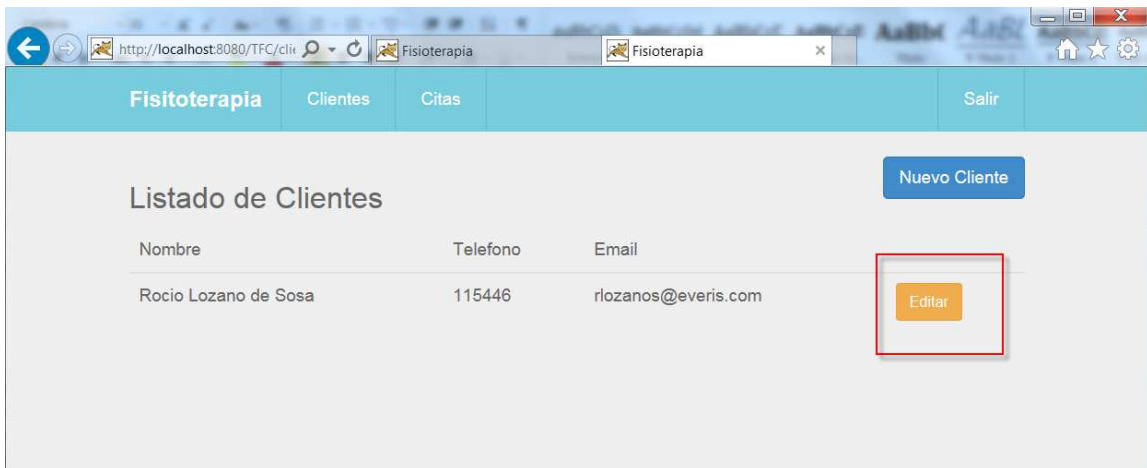 http://localhost:8080/TFC/clie
Fisioterapia
Fisioterapia
Fisitoterapia Clientes Citas Salir
Nuevo Cliente
Listado de Clientes
Nombre Telefono Email
Rocio Lozano de Sosa 115446 rlozanos@everis.com Editar